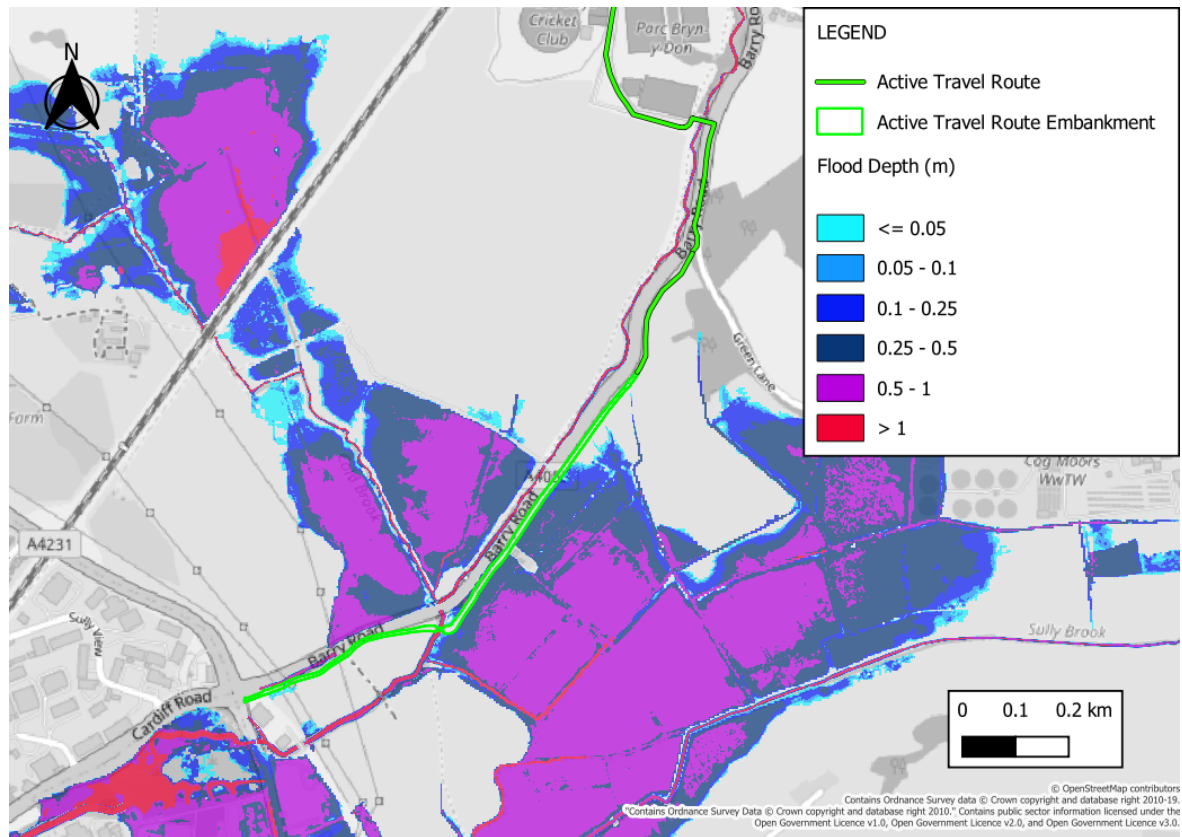 N
Cricket
Club
Parc Bryn-
y-Don
Barry Ro
LEGEND
Active Travel Route
Active Travel Route Embankment
Flood Depth (m)
<= 0.05
0.05 - 0.1
0.1 - 0.25
0.25 - 0.5
0.5 - 1
> 1
Barry Road
Green Lane
Farm
Cog Moors
WwTW
A4231
Barry Road
Sully View
Barry Road
Sully Brook
Cardiff Road
0 0.1 0.2 km
© OpenStreetMap contributors
Contains Ordnance Survey data © Crown copyright and database right 2010-19.
"Contains Ordnance Survey Data © Crown copyright and database right 2010." Contains public sector information licensed under the
Open Government Licence v1.0, Open Government Licence v2.0, and Open Government Licence v3.0.